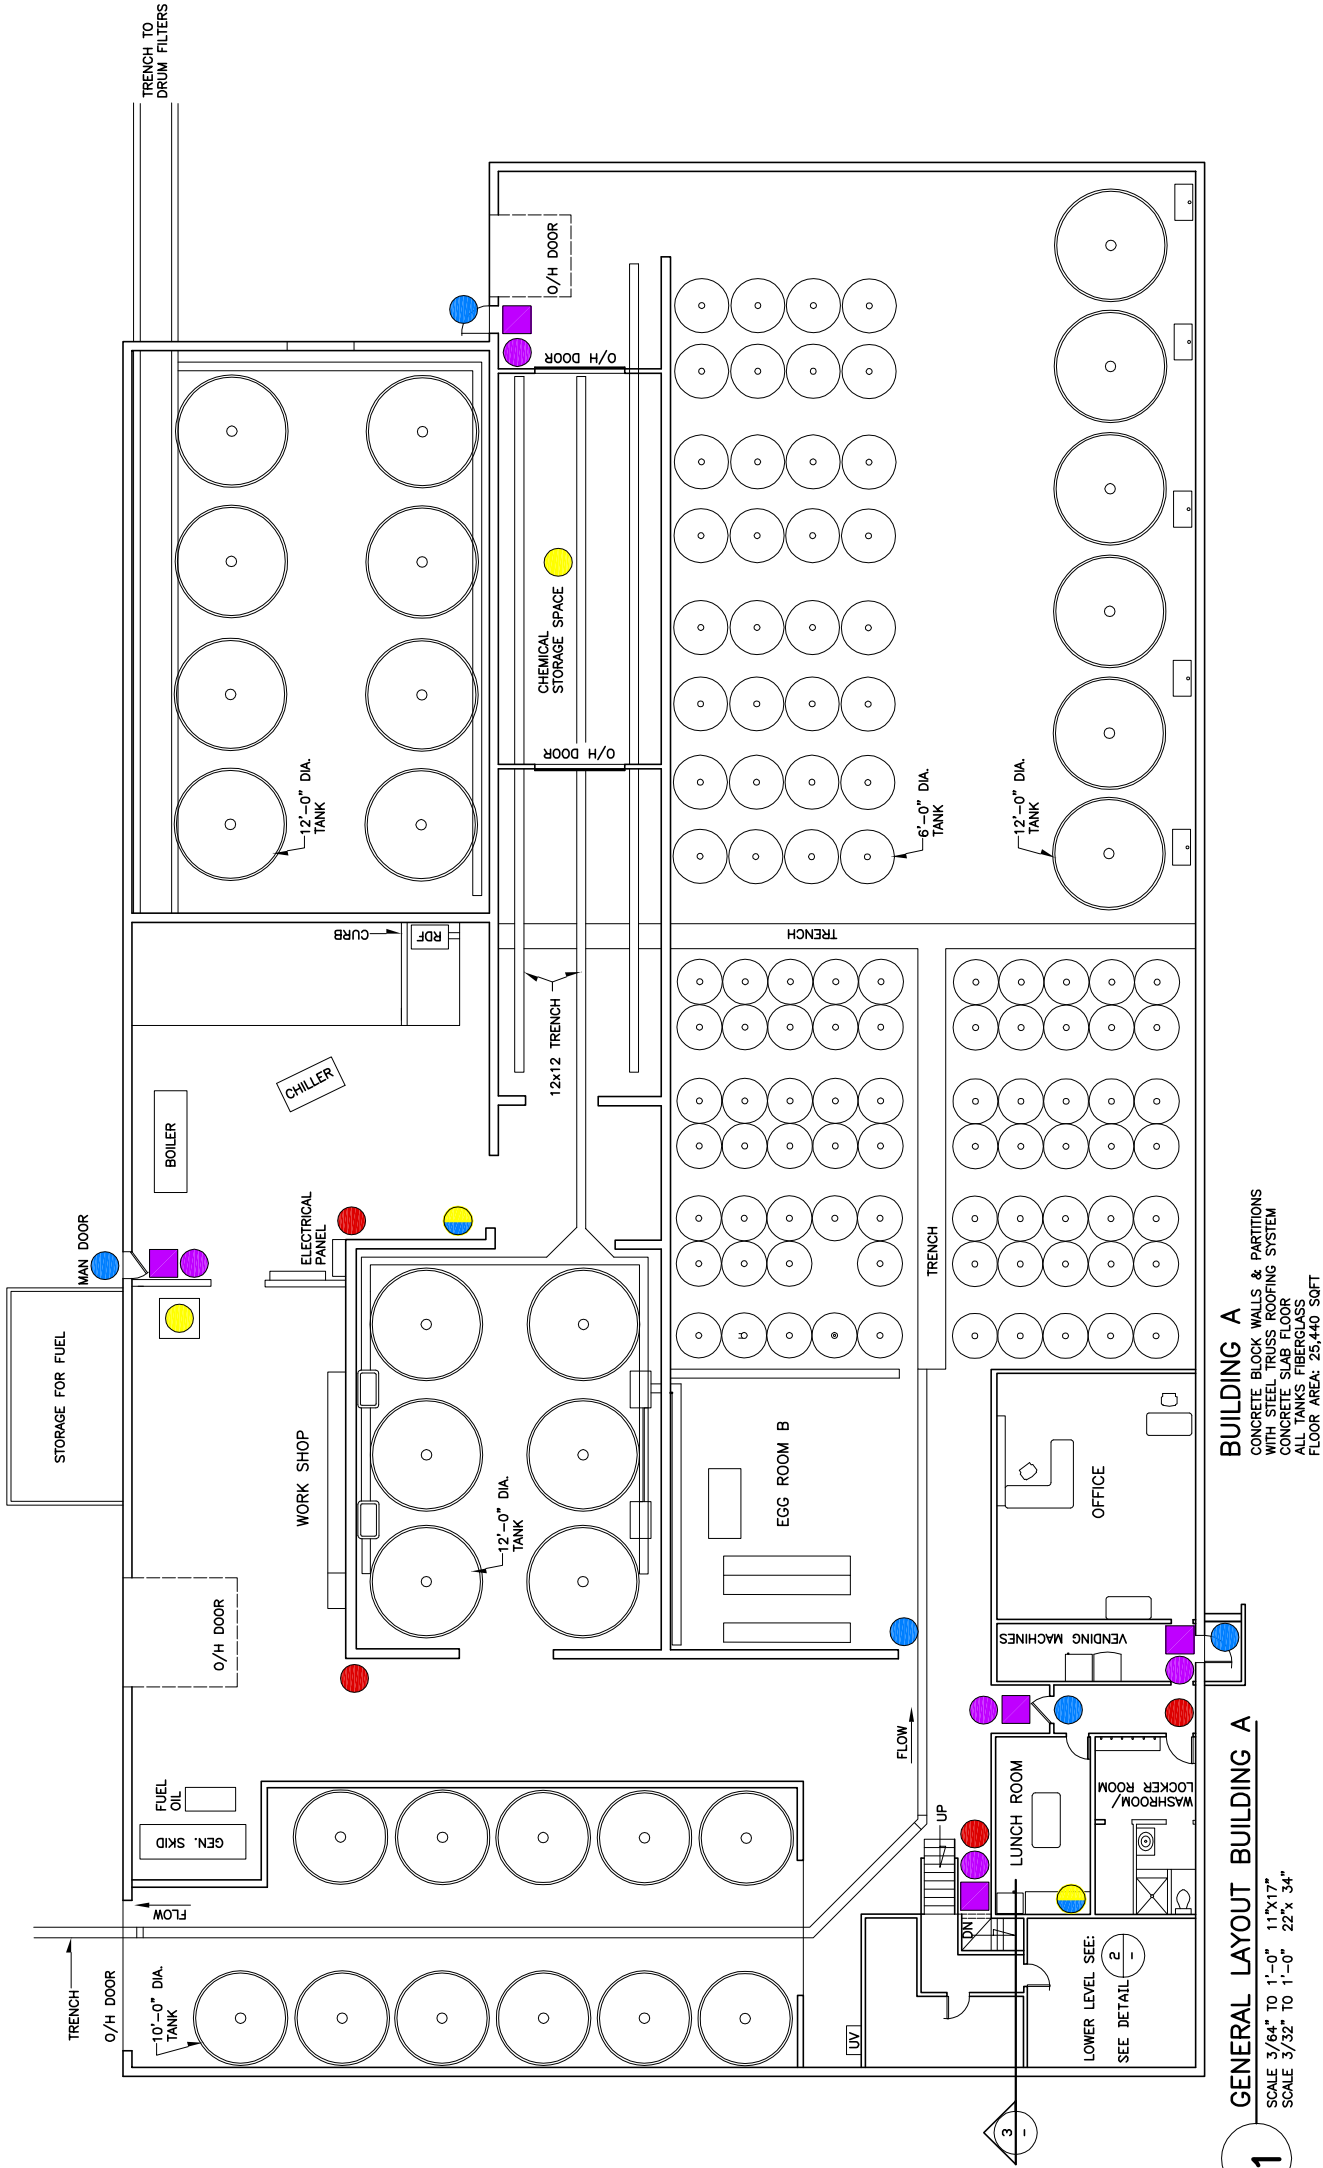 TRENCH TO
DRUM FILTERS
O/H DOOR
O/H DOOR
CHEMICAL
STORAGE SPACE
O/H DOOR
12'-0" DIA.
TANK
6'-0" DIA.
TANK
12'-0" DIA.
TANK
CURB
RDF
TRENCH
12x12 TRENCH
CHILLER
BOILER
ELECTRICAL
PANEL
MAN DOOR
STORAGE FOR FUEL
TRENCH
WORK SHOP
12'-0" DIA.
TANK
EGG ROOM B
OFFICE
O/H DOOR
VENDING MACHINES
FLOW
FUEL
OIL
GEN. SKID
UP
LUNCH ROOM
WASHROOM/
LOCKER ROOM
FLOW
DN
TRENCH
O/H DOOR
10'-0" DIA.
TANK
UV
LOWER LEVEL SEE:
SEE DETAIL
2
-
3
-
BUILDING A
CONCRETE BLOCK WALLS & PARTITIONS
WITH STEEL TRUSS ROOFING SYSTEM
CONCRETE SLAB FLOOR
ALL TANKS FIBERGLASS
FLOOR AREA: 25,440 SQFT
1
GENERAL LAYOUT BUILDING A
SCALE 3/64" TO 1'-0" 11"X17"
SCALE 3/32" TO 1'-0" 22"x 34"